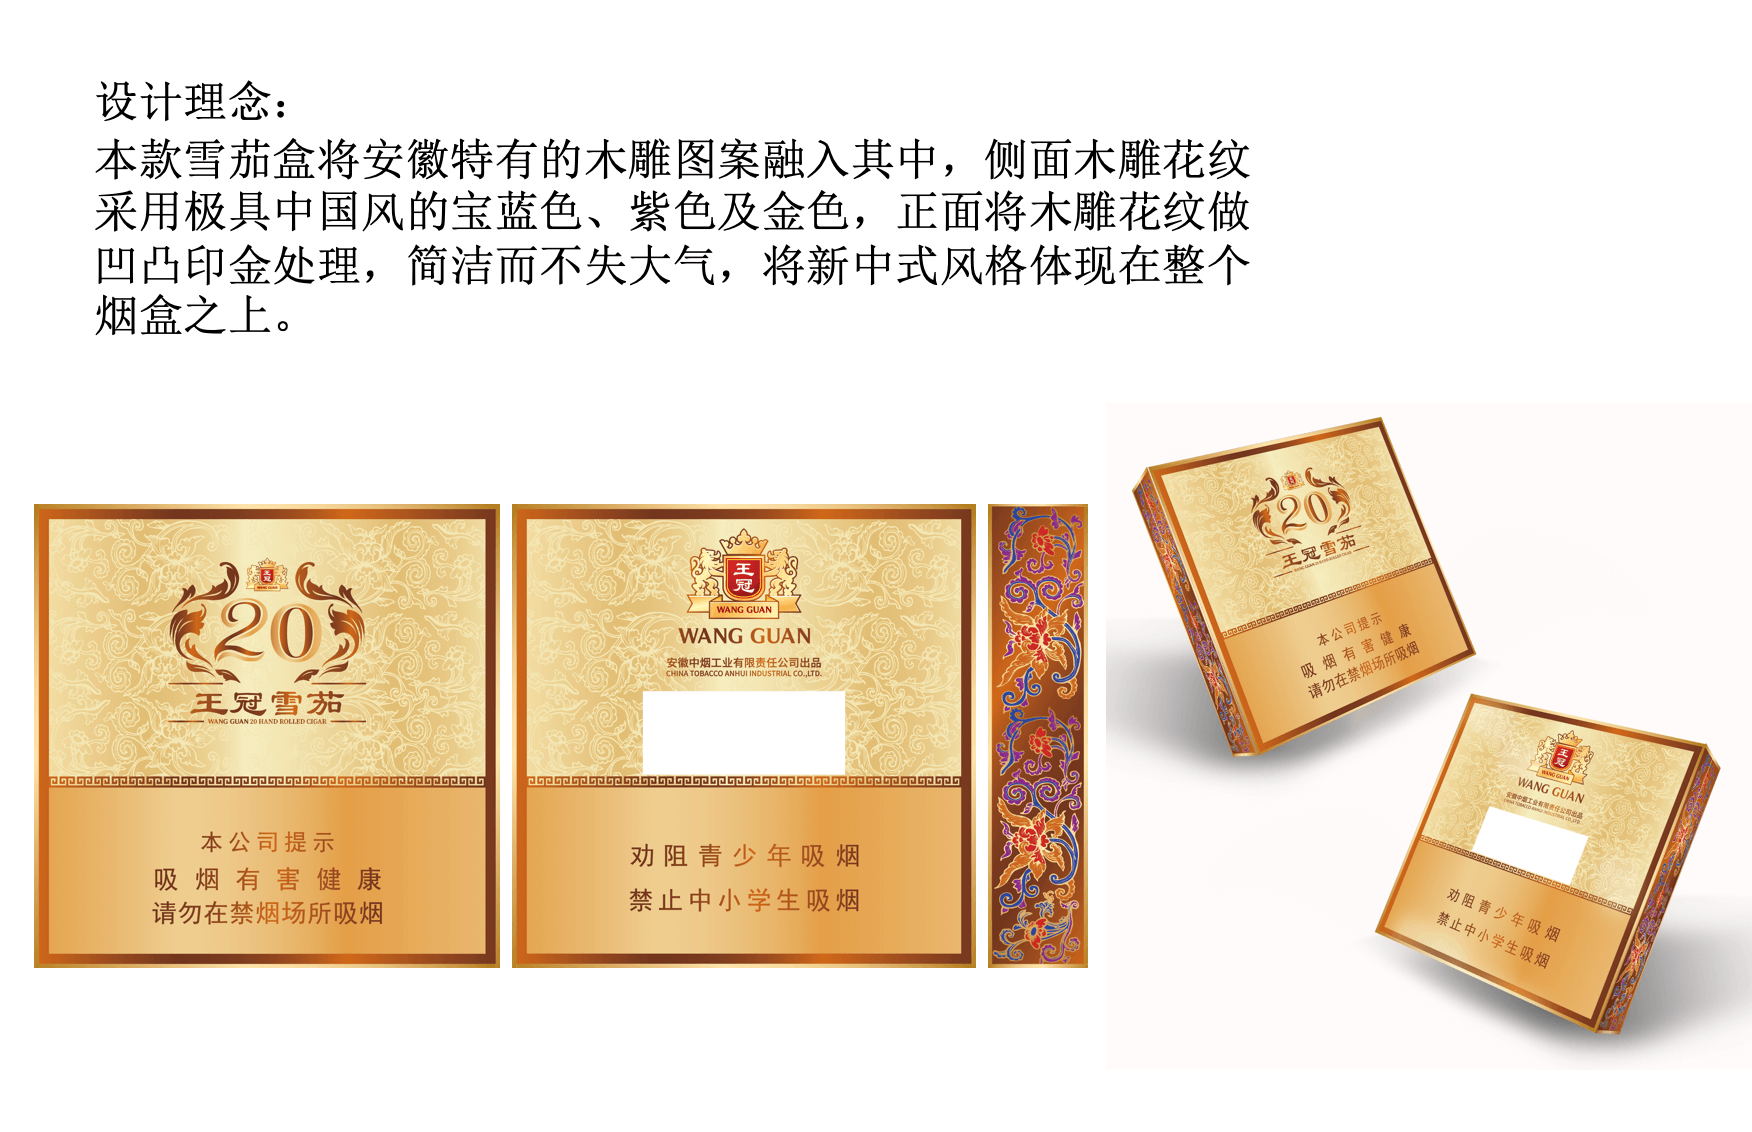 设计理念：
本款雪茄盒将安徽特有的木雕图案融入其中，侧面木雕花纹
采用极具中国风的宝蓝色、紫色及金色，正面将木雕花纹做
凹凸印金处理，简洁而不失大气，将新中式风格体现在整个
烟盒之上。
王冠
WANG GUAN
20
王冠雪茄
WANG GUAN 20 HAND ROLLED CIGAR
本公司提示
吸烟有害健康
请勿在禁烟场所吸烟
王冠
WANG GUAN
WANG GUAN
安徽中烟工业有限责任公司出品
CHINA TOBACCO ANHUI INDUSTRIAL CO.,LTD.
劝阻青少年吸烟
禁止中小学生吸烟
20
王冠雪茄
WANG GUAN 20 HAND ROLLED CIGAR
本公司提示
吸烟有害健康
请勿在禁烟场所吸烟
王冠
WANG GUAN
WANG GUAN
安徽中烟工业有限责任公司出品
CHINA TOBACCO ANHUI INDUSTRIAL CO.,LTD.
劝阻青少年吸烟
禁止中小学生吸烟